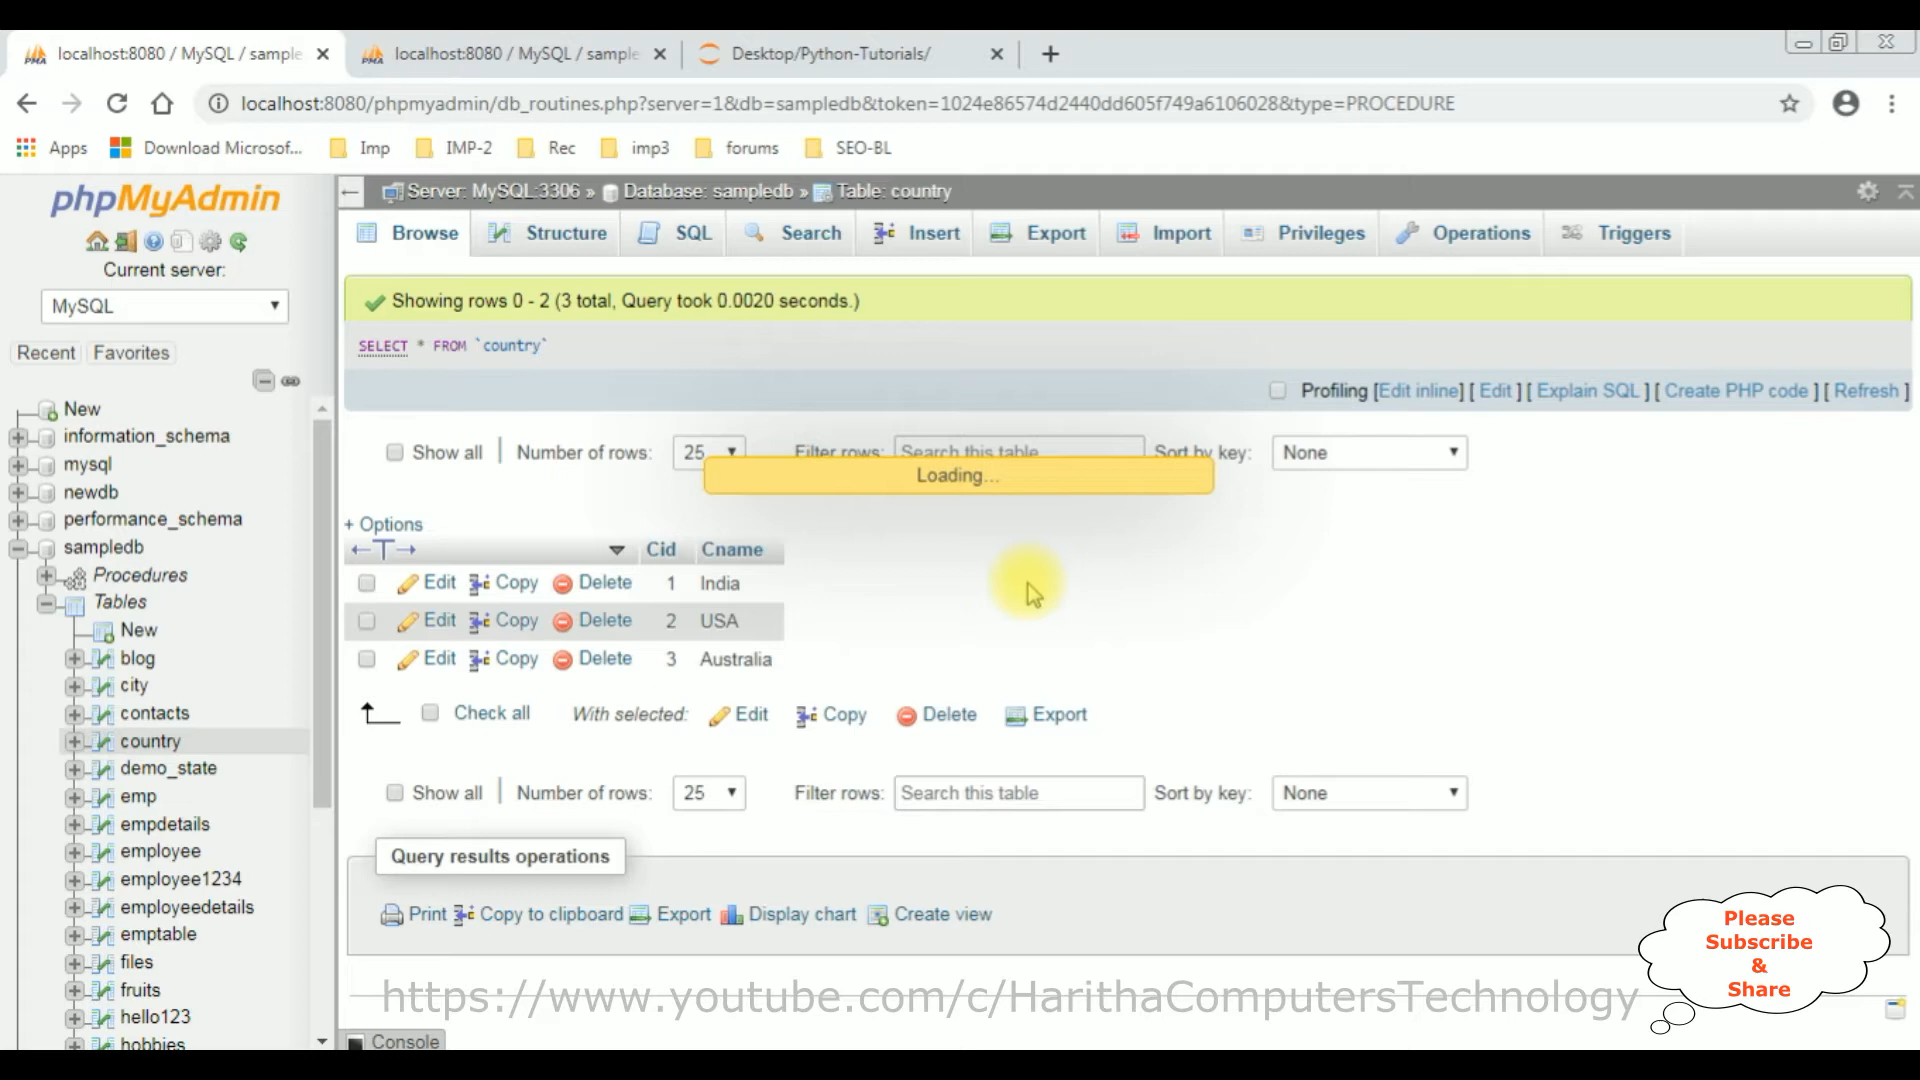 localhost:8080 / MySQL / sample
localhost:8080 / MySQL / sample
Desktop/Python-Tutorials/
localhost:8080/phpmyadmin/db_routines.php?server=1&db=sampledb&token=1024e86574d2440dd605f749a6106028&type=PROCEDURE
Apps
Download Microsof...
Imp
IMP-2
Rec
imp3
forums
SEO-BL
phpMyAdmin
Current server:
MySQL
Recent Favorites
New
information_schema
mysql
newdb
performance_schema
sampledb
Procedures
Tables
New
blog
city
contacts
country
demo_state
emp
empdetails
employee
employee1234
employeedetails
emptable
files
fruits
hello123
hobbies
Server: MySQL:3306 » Database: sampledb » Table: country
Browse Structure SQL Search Insert Export Import Privileges Operations Triggers
Showing rows 0 - 2 (3 total, Query took 0.0020 seconds.)
SELECT * FROM `country`
Profiling [Edit inline] [ Edit ] [ Explain SQL ] [ Create PHP code ] [ Refresh ]
Show all | Number of rows: 25 Filter rows: Search this table Sort by key: None
Loading...
+ Options
←T→ Cid Cname
Edit Copy Delete 1 India
Edit Copy Delete 2 USA
Edit Copy Delete 3 Australia
Check all With selected: Edit Copy Delete Export
Show all | Number of rows: 25 Filter rows: Search this table Sort by key: None
Query results operations
Print Copy to clipboard Export Display chart Create view
Please
Subscribe
&
Share
https://www.youtube.com/c/HarithaComputersTechnology
Console